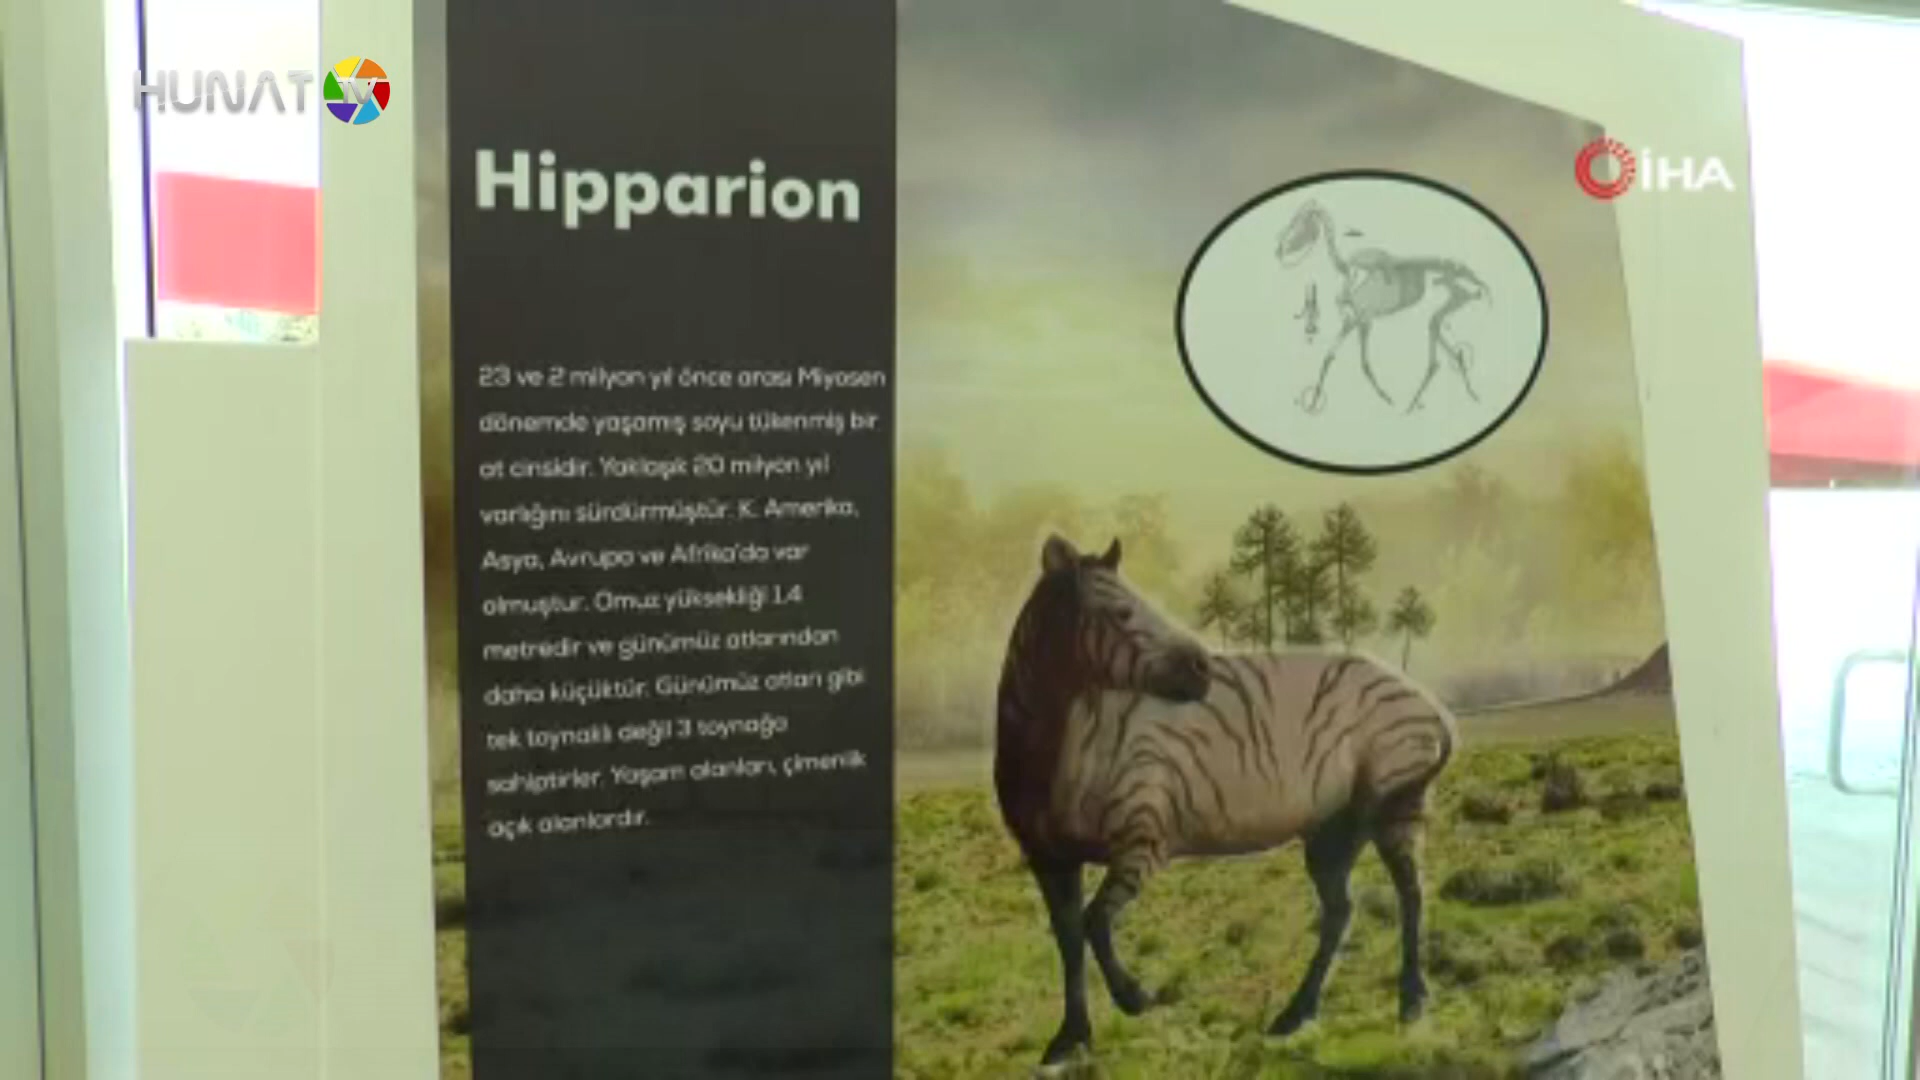 HUNAT TV
İHA
Hipparion
23 ve 2 milyon yıl önce arası Miyosen
dönemde yaşamış soyu tükenmiş bir
at cinsidir. Yaklaşık 20 milyon yıl
varlığını sürdürmüştür. K. Amerika,
Asya, Avrupa ve Afrika'da var
olmuştur. Omuz yüksekliği 1.4
metredir ve günümüz atlarından
daha küçüktür. Günümüz atları gibi
tek toynaklı değil 3 toynağa
sahiptirler. Yaşam alanları, çimenlik
açık alanlardır.